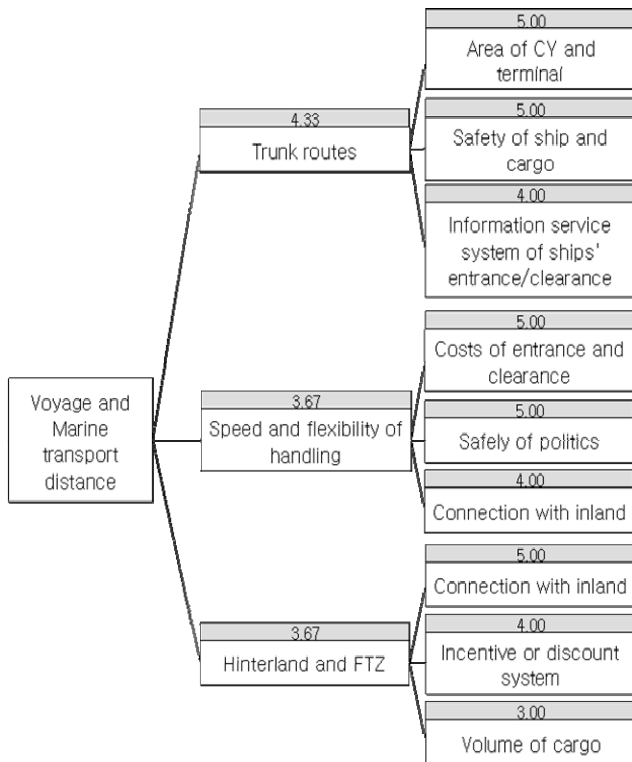 5.00
Area of CY and
terminal
4.33
Trunk routes
5.00
Safety of ship and
cargo
4.00
Information service
system of ships'
entrance/clearance
5.00
Costs of entrance and
clearance
Voyage and
Marine
transport
distance
3.67
Speed and flexibility of
handling
5.00
Safely of politics
4.00
Connection with inland
5.00
Connection with inland
3.67
Hinterland and FTZ
4.00
Incentive or discount
system
3.00
Volume of cargo